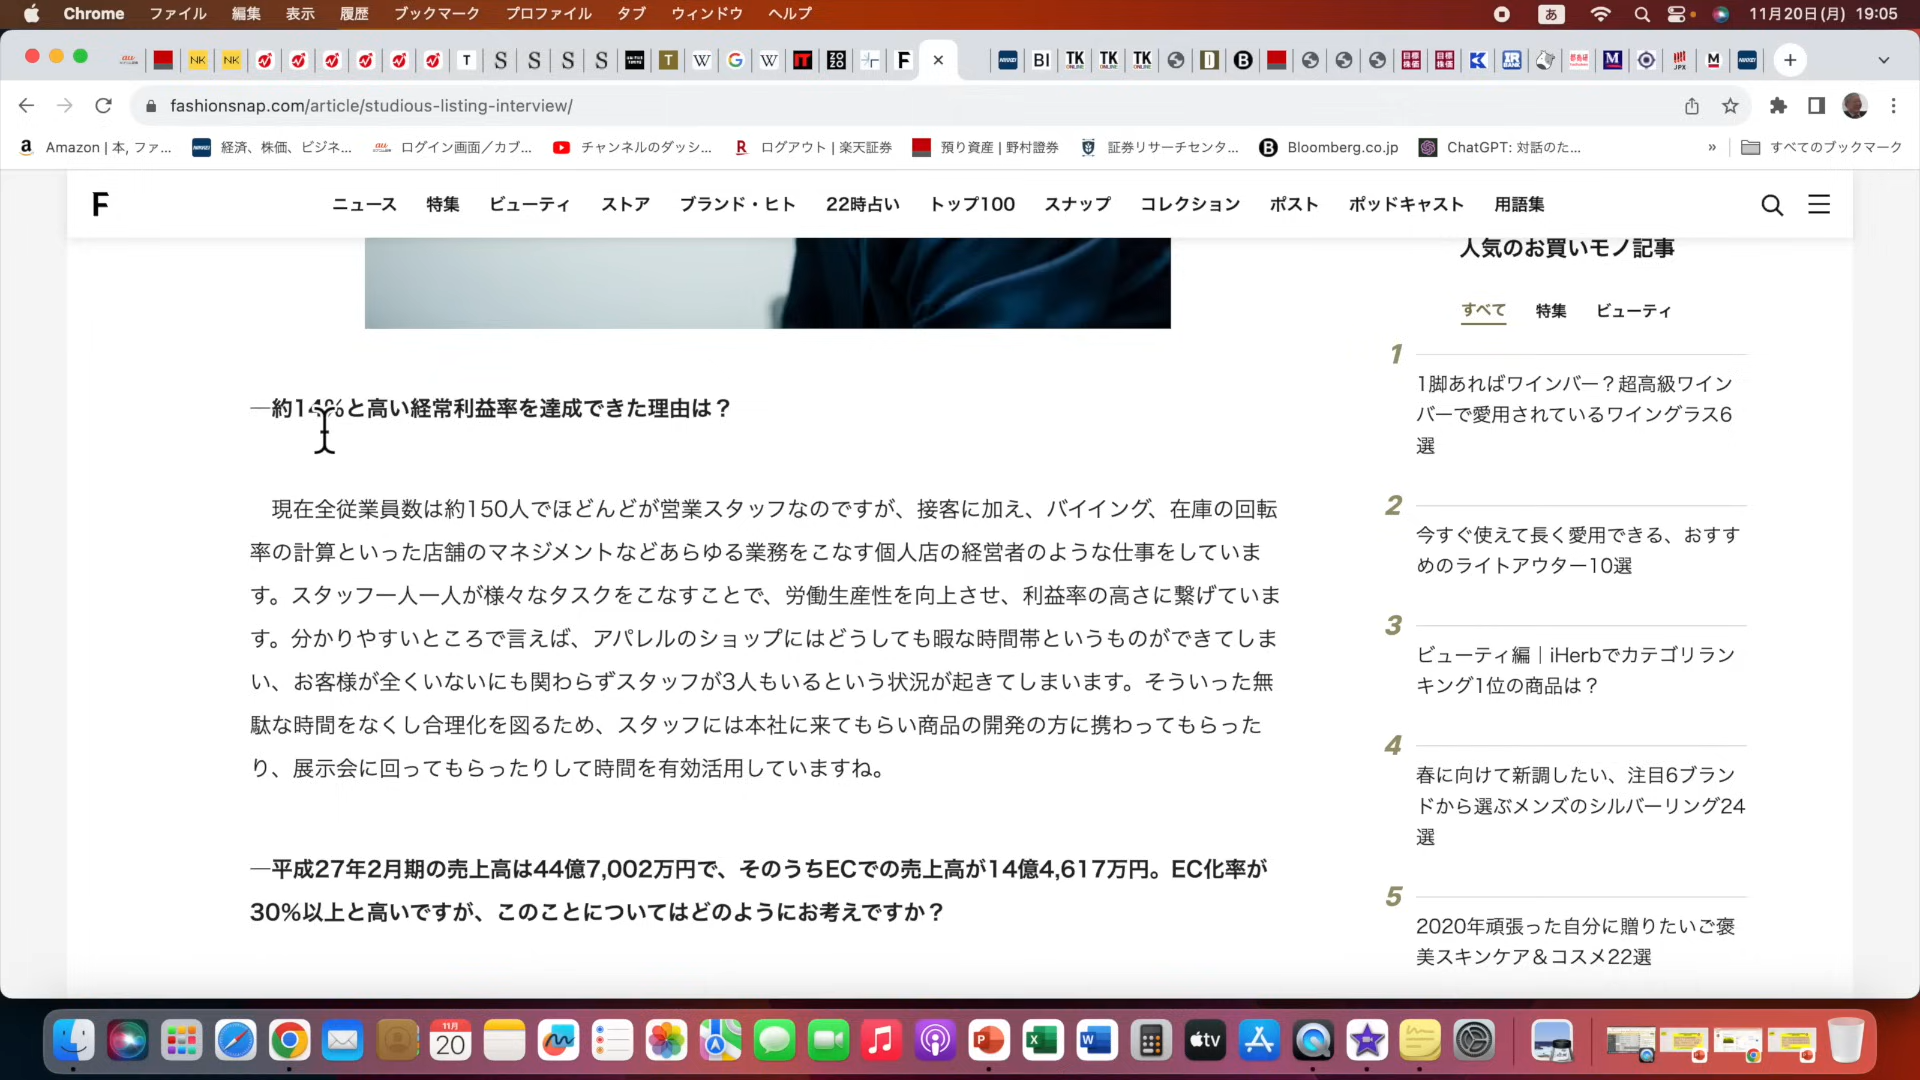 Chrome ファイル 編集 表示 履歴 ブックマーク プロファイル タブ ウィンドウ ヘルプ あ 11月20日(月) 19:05
fashionsnap.com/article/studious-listing-interview/
Amazon | 本, ファ... 経済、株価、ビジネ... ログイン画面／カブ... チャンネルのダッシ... ログアウト | 楽天証券 預り資産 | 野村證券 証券リサーチセンタ... Bloomberg.co.jp ChatGPT: 対話のた... » すべてのブックマーク
F ニュース 特集 ビューティ ストア ブランド・ヒト 22時占い トップ100 スナップ コレクション ポスト ポッドキャスト 用語集
―約14%と高い経常利益率を達成できた理由は？
現在全従業員数は約150人でほどんどが営業スタッフなのですが、接客に加え、バイイング、在庫の回転
率の計算といった店舗のマネジメントなどあらゆる業務をこなす個人店の経営者のような仕事をしていま
す。スタッフ一人一人が様々なタスクをこなすことで、労働生産性を向上させ、利益率の高さに繋げていま
す。分かりやすいところで言えば、アパレルのショップにはどうしても暇な時間帯というものができてしま
い、お客様が全くいないにも関わらずスタッフが3人もいるという状況が起きてしまいます。そういった無
駄な時間をなくし合理化を図るため、スタッフには本社に来てもらい商品の開発の方に携わってもらった
り、展示会に回ってもらったりして時間を有効活用していますね。
―平成27年2月期の売上高は44億7,002万円で、そのうちECでの売上高が14億4,617万円。EC化率が
30%以上と高いですが、このことについてはどのようにお考えですか？
人気のお買いモノ記事
すべて 特集 ビューティ
1
1脚あればワインバー？超高級ワイン
バーで愛用されているワイングラス6
選
2
今すぐ使えて長く愛用できる、おすす
めのライトアウター10選
3
ビューティ編｜iHerbでカテゴリラン
キング1位の商品は？
4
春に向けて新調したい、注目6ブラン
ドから選ぶメンズのシルバーリング24
選
5
2020年頑張った自分に贈りたいご褒
美スキンケア＆コスメ22選
11月
20
tv